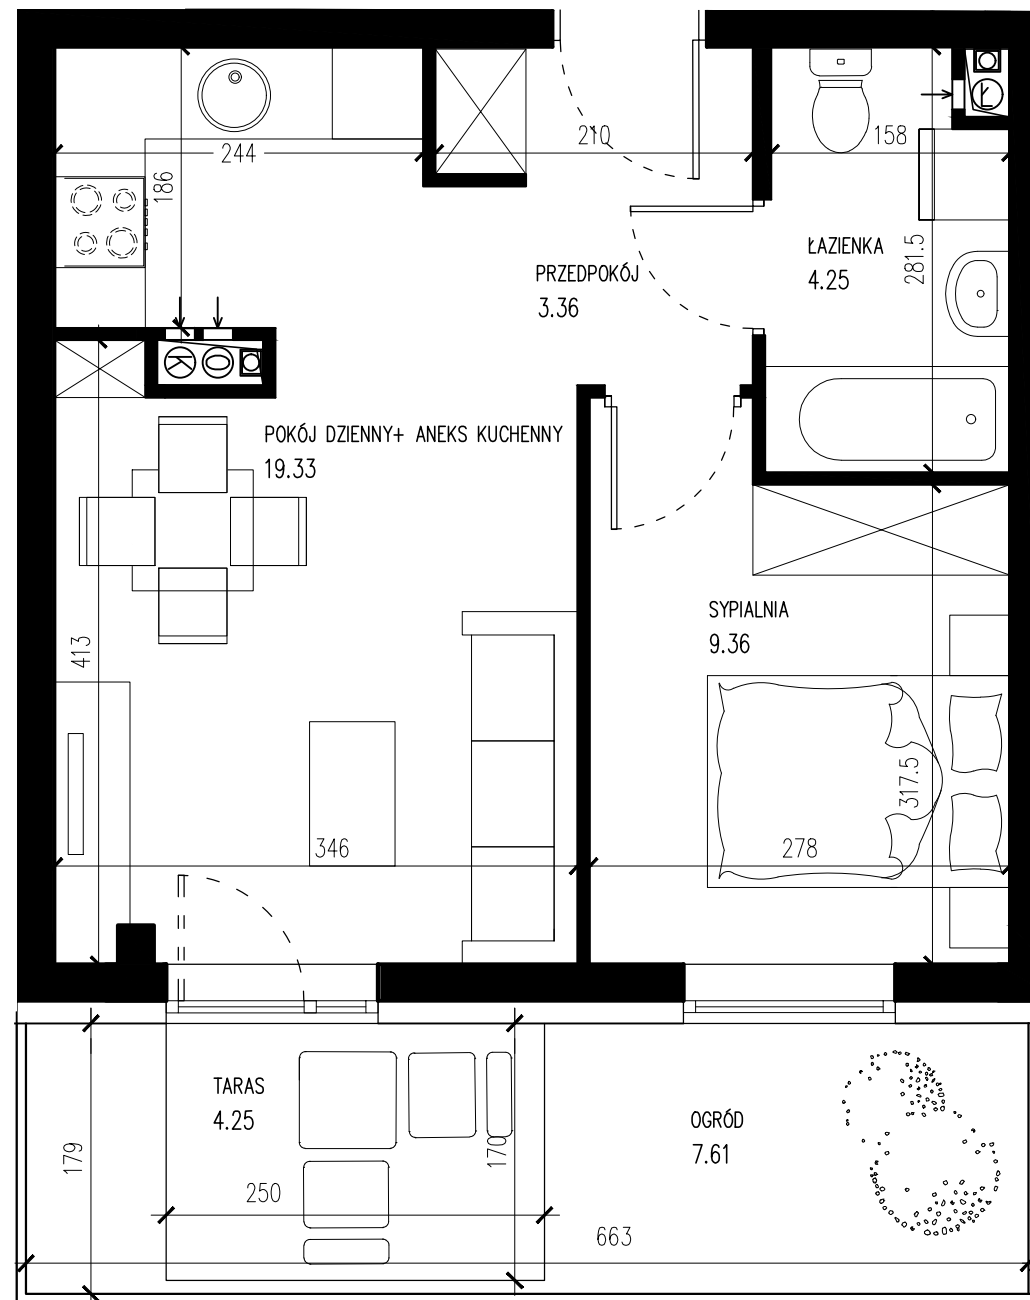 244
186
210
158
K
ŁAZIENKA
4.25
281.5
PRZEDPOKÓJ
3.36
K
O
POKÓJ DZIENNY+ ANEKS KUCHENNY
19.33
413
SYPIALNIA
9.36
317.5
346
278
TARAS
4.25
OGRÓD
7.61
179
170
250
663